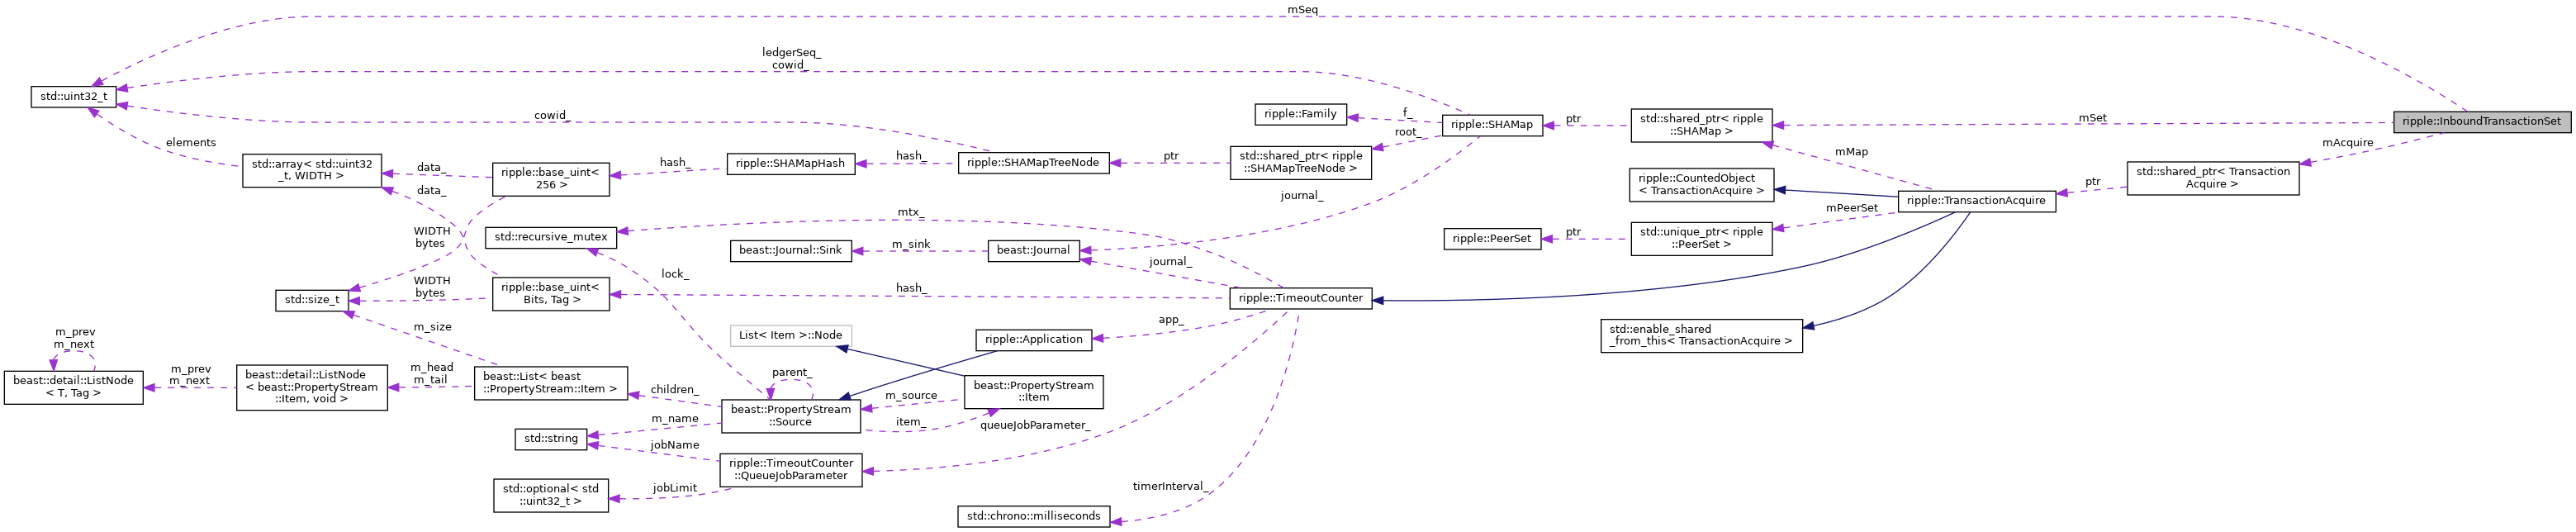 mSeq
ledgerSeq_
cowid_
std::uint32_t
ripple::Family
f_
ripple::SHAMap
ptr
std::shared_ptr< ripple
::SHAMap >
mSet
ripple::InboundTransactionSet
cowid_
root_
elements
mMap
mAcquire
std::array< std::uint32
_t, WIDTH >
data_
ripple::base_uint<
256 >
hash_
ripple::SHAMapHash
hash_
ripple::SHAMapTreeNode
ptr
std::shared_ptr< ripple
::SHAMapTreeNode >
std::shared_ptr< Transaction
Acquire >
ptr
ripple::CountedObject
< TransactionAcquire >
data_
journal_
ripple::TransactionAcquire
mtx_
mPeerSet
WIDTH
bytes
std::recursive_mutex
beast::Journal::Sink
m_sink
beast::Journal
ripple::PeerSet
ptr
std::unique_ptr< ripple
::PeerSet >
journal_
lock_
WIDTH
bytes
std::size_t
ripple::base_uint<
Bits, Tag >
hash_
ripple::TimeoutCounter
m_size
app_
List< Item >::Node
ripple::Application
std::enable_shared
_from_this< TransactionAcquire >
m_prev
m_next
beast::detail::ListNode
< T, Tag >
m_prev
m_next
beast::detail::ListNode
< beast::PropertyStream
::Item, void >
m_head
m_tail
beast::List< beast
::PropertyStream::Item >
children_
parent_
beast::PropertyStream
::Source
m_source
item_
beast::PropertyStream
::Item
queueJobParameter_
m_name
std::string
jobName
ripple::TimeoutCounter
::QueueJobParameter
std::optional< std
::uint32_t >
jobLimit
timerInterval_
std::chrono::milliseconds